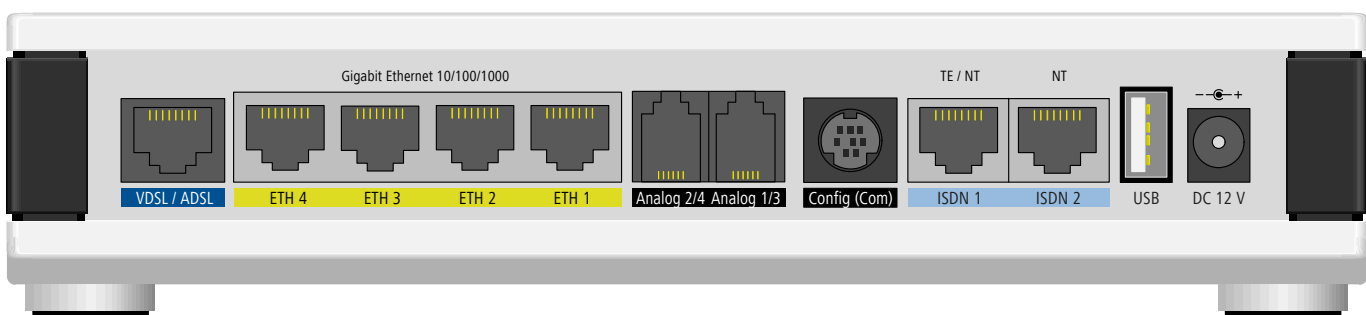 Gigabit Ethernet 10/100/1000 TE / NT NT
- +
VDSL / ADSL ETH 4 ETH 3 ETH 2 ETH 1 Analog 2/4 Analog 1/3 Config (Com) ISDN 1 ISDN 2 USB DC 12 V